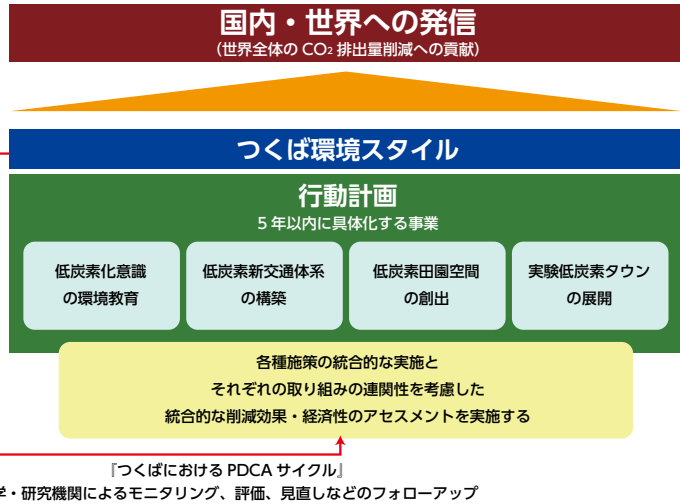 国内・世界への発信
（世界全体の CO₂ 排出量削減への貢献）
つくば環境スタイル
行動計画
5 年以内に具体化する事業
低炭素化意識
の環境教育
低炭素新交通体系
の構築
低炭素田園空間
の創出
実験低炭素タウン
の展開
各種施策の統合的な実施と
それぞれの取り組みの連関性を考慮した
統合的な削減効果・経済性のアセスメントを実施する
『つくばにおける PDCA サイクル』
学・研究機関によるモニタリング、評価、見直しなどのフォローアップ